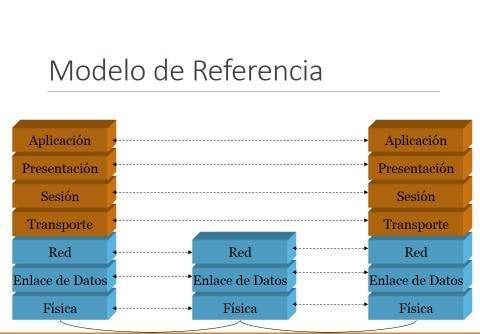 Modelo de Referencia
Aplicación Aplicación
Presentación Presentación
Sesión Sesión
Transporte Transporte
Red Red Red
Enlace de Datos Enlace de Datos Enlace de Datos
Física Física Física